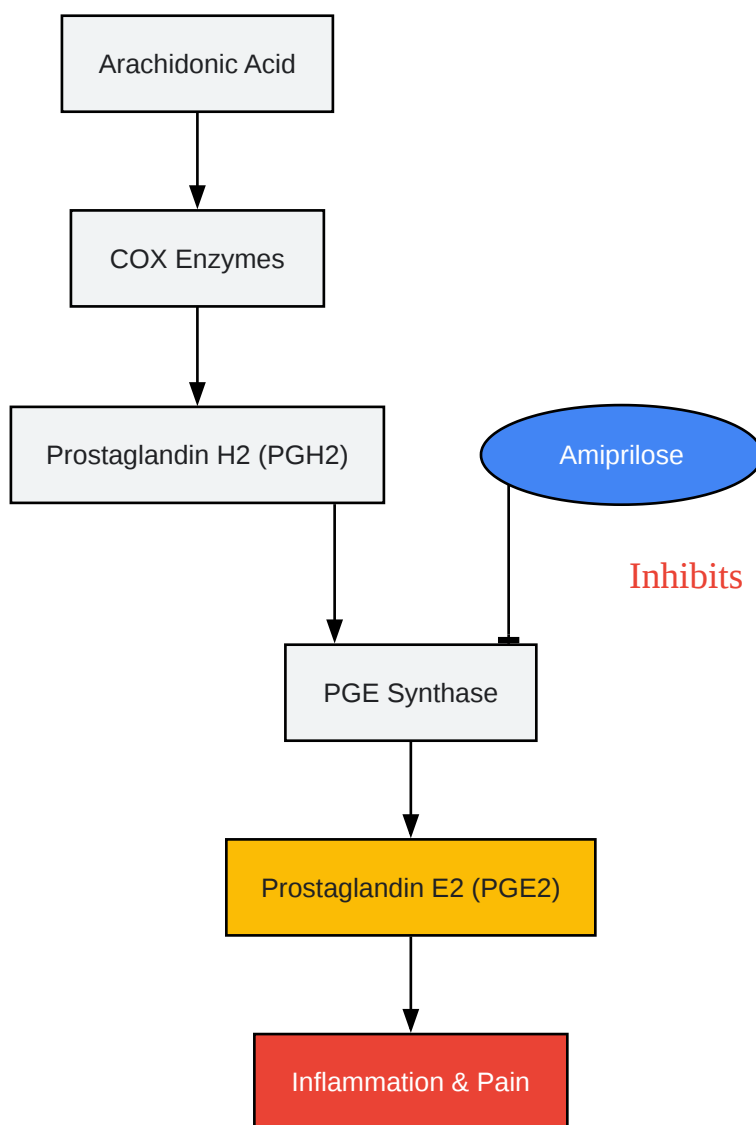 Arachidonic Acid
COX Enzymes
Prostaglandin H2 (PGH2)
Amiprilose
Inhibits
PGE Synthase
Prostaglandin E2 (PGE2)
Inflammation & Pain